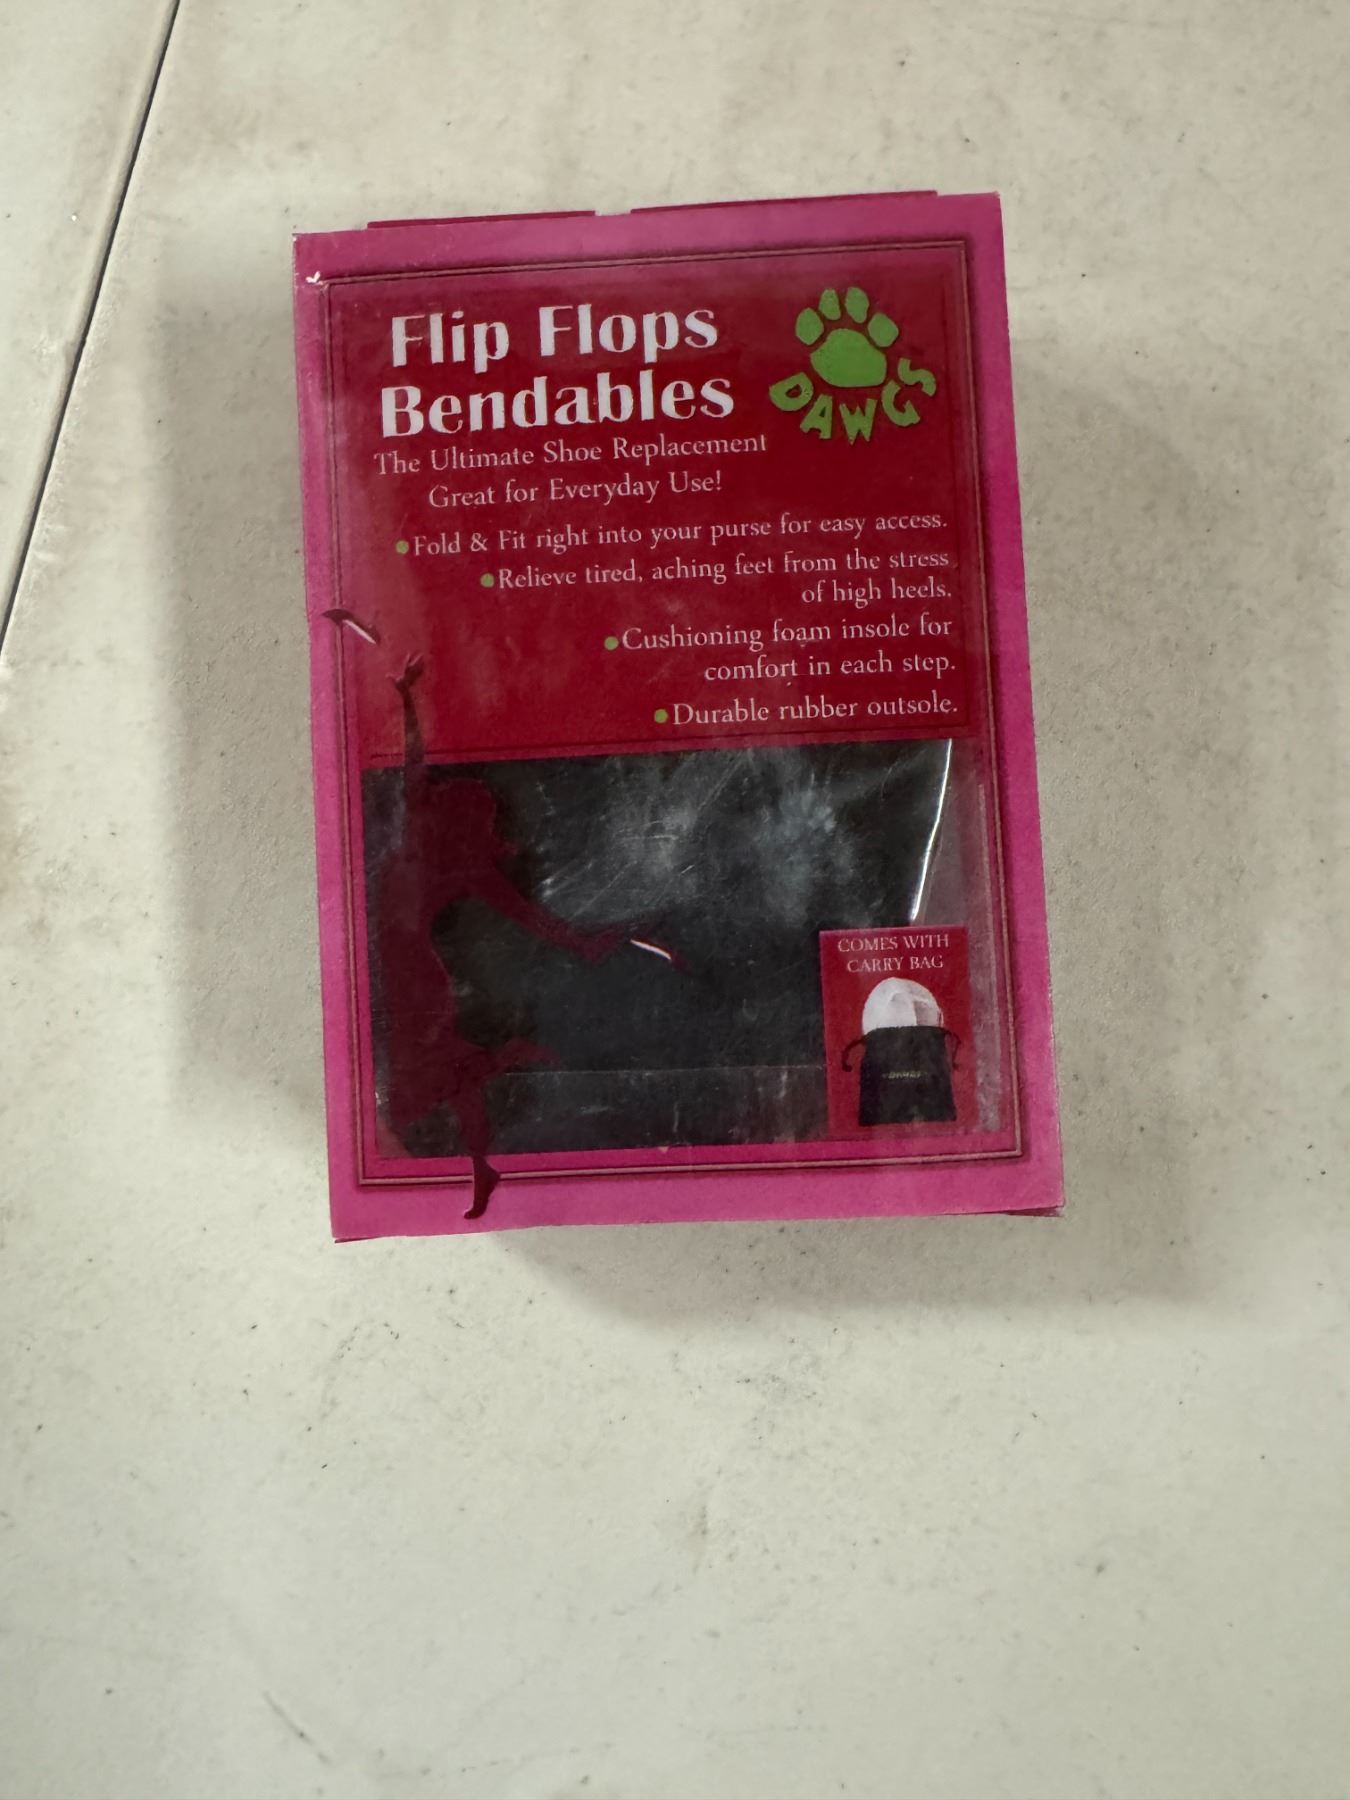 Flip Flops
Bendables
DAWGS
The Ultimate Shoe Replacement
Great for Everyday Use!
•Fold & Fit right into your purse for easy access.
•Relieve tired, aching feet from the stress
of high heels.
•Cushioning foam insole for
comfort in each step.
•Durable rubber outsole.
COMES WITH
CARRY BAG